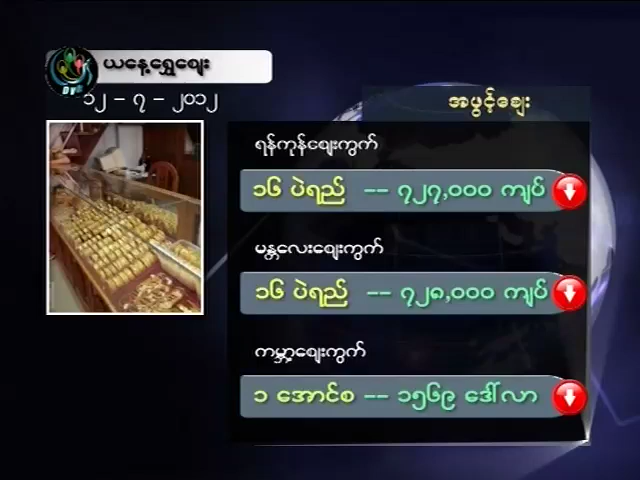 ယနေ့ရွှေဈေး
DVB
၁၂ – ၇ – ၂၀၁၂
အဖွင့်ဈေး
ရန်ကုန်ဈေးကွက်
၁၆ ပဲရည် -- ၇၂၇,၀၀၀ ကျပ်
မန္တလေးဈေးကွက်
၁၆ ပဲရည် -- ၇၂၈,၀၀၀ ကျပ်
ကမ္ဘာ့ဈေးကွက်
၁ အောင်စ -- ၁၅၆၉ ဒေါ်လာ